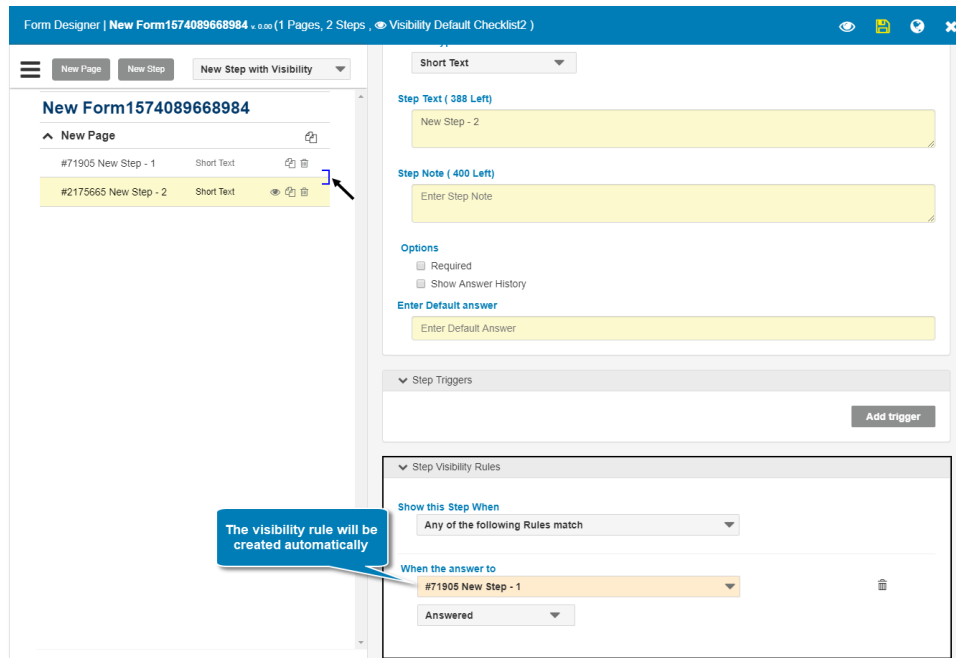 Form Designer | New Form1574089668984 v. 0.00 (1 Pages, 2 Steps , Visibility Default Checklist2 )
New Page New Step New Step with Visibility
New Form1574089668984
New Page
#71905 New Step - 1 Short Text
#2175665 New Step - 2 Short Text
Short Text
Step Text ( 388 Left)
New Step - 2
Step Note ( 400 Left)
Enter Step Note
Options
Required
Show Answer History
Enter Default answer
Enter Default Answer
Step Triggers
Add trigger
Step Visibility Rules
Show this Step When
Any of the following Rules match
The visibility rule will be
created automatically
When the answer to
#71905 New Step - 1
Answered